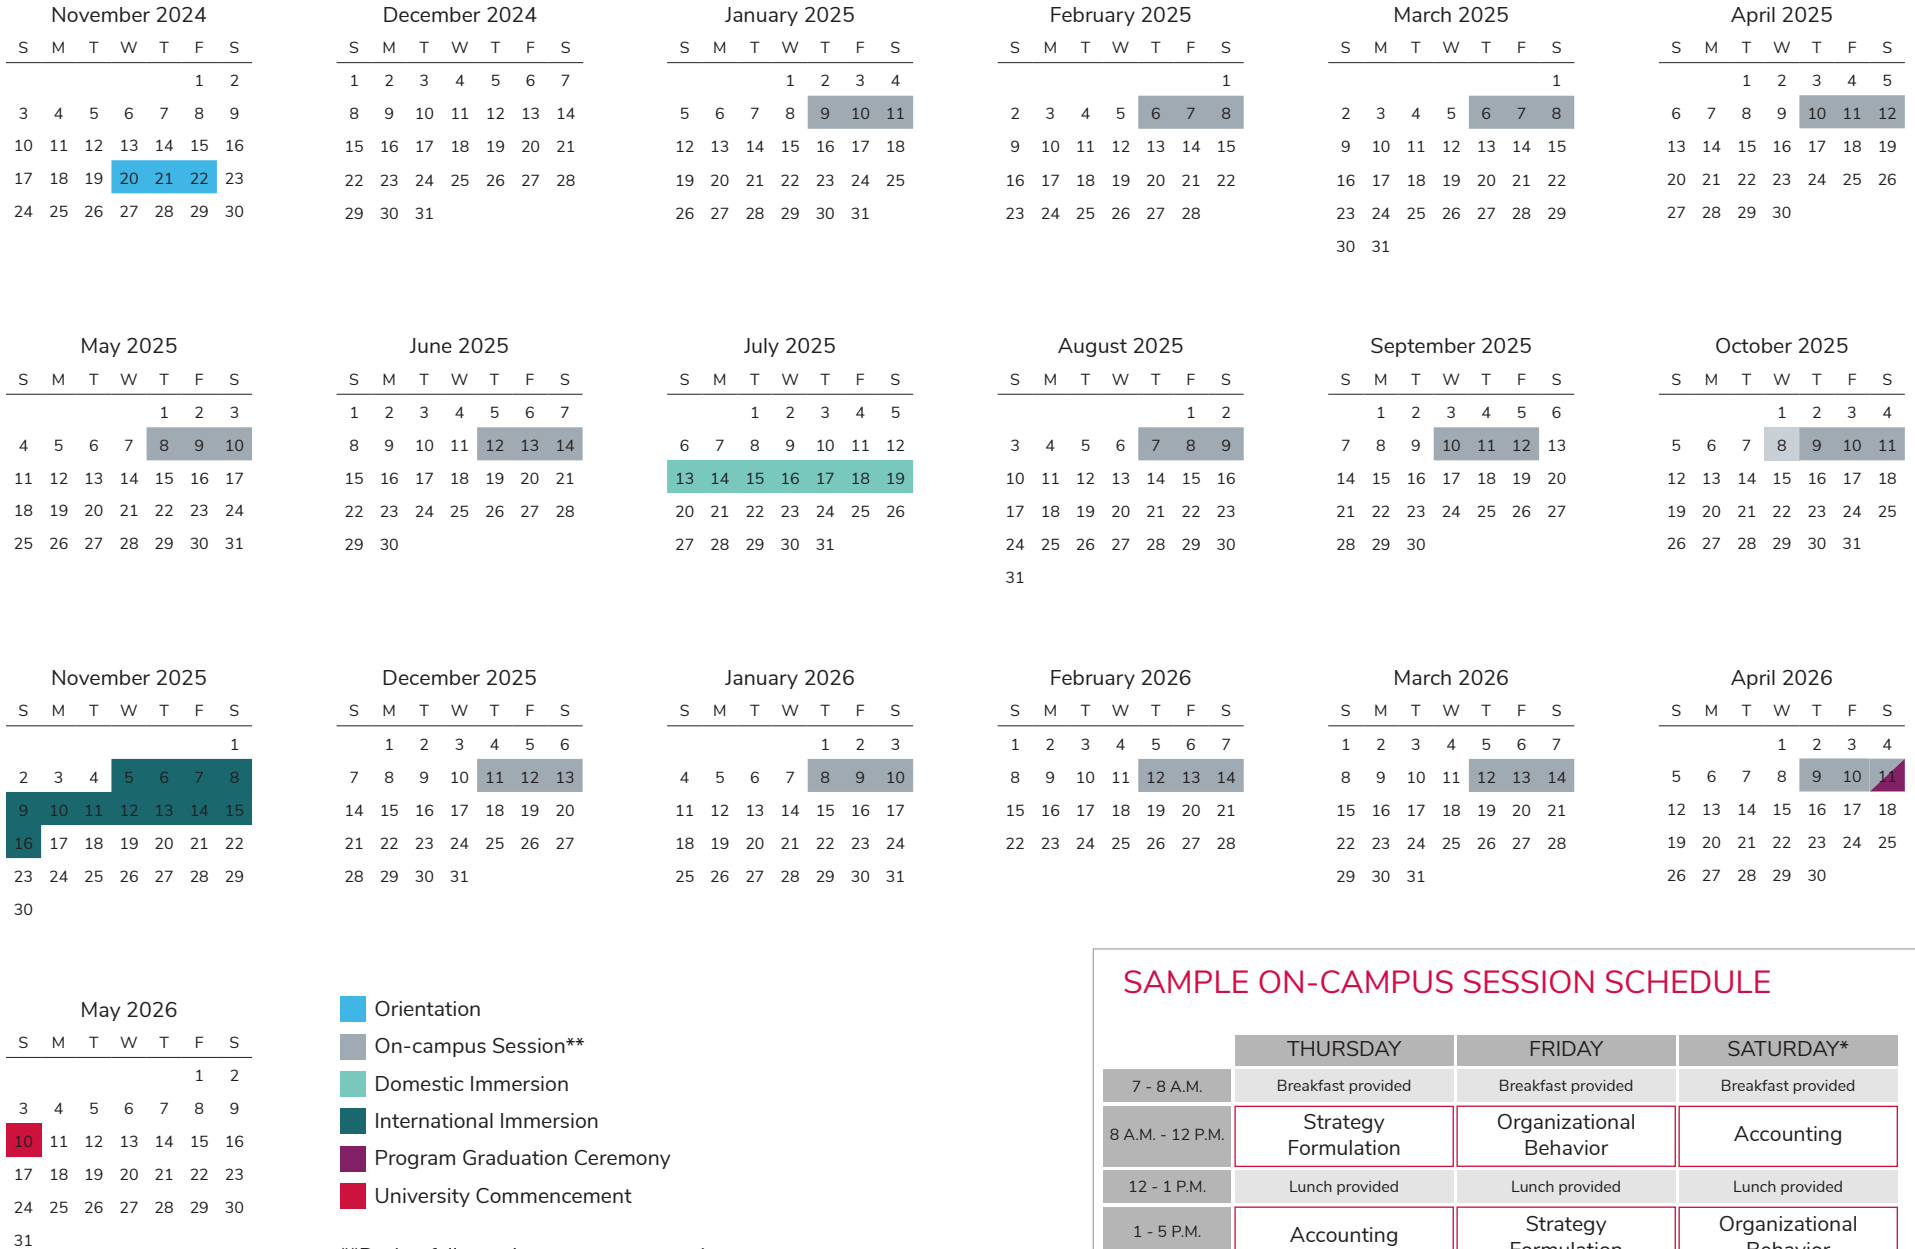 November 2024
S M T W T F S
1 2
3 4 5 6 7 8 9
10 11 12 13 14 15 16
17 18 19 20 21 22 23
24 25 26 27 28 29 30
December 2024
S M T W T F S
1 2 3 4 5 6 7
8 9 10 11 12 13 14
15 16 17 18 19 20 21
22 23 24 25 26 27 28
29 30 31
January 2025
S M T W T F S
1 2 3 4
5 6 7 8 9 10 11
12 13 14 15 16 17 18
19 20 21 22 23 24 25
26 27 28 29 30 31
February 2025
S M T W T F S
1
2 3 4 5 6 7 8
9 10 11 12 13 14 15
16 17 18 19 20 21 22
23 24 25 26 27 28
March 2025
S M T W T F S
1
2 3 4 5 6 7 8
9 10 11 12 13 14 15
16 17 18 19 20 21 22
23 24 25 26 27 28 29
30 31
April 2025
S M T W T F S
1 2 3 4 5
6 7 8 9 10 11 12
13 14 15 16 17 18 19
20 21 22 23 24 25 26
27 28 29 30
May 2025
S M T W T F S
1 2 3
4 5 6 7 8 9 10
11 12 13 14 15 16 17
18 19 20 21 22 23 24
25 26 27 28 29 30 31
June 2025
S M T W T F S
1 2 3 4 5 6 7
8 9 10 11 12 13 14
15 16 17 18 19 20 21
22 23 24 25 26 27 28
29 30
July 2025
S M T W T F S
1 2 3 4 5
6 7 8 9 10 11 12
13 14 15 16 17 18 19
20 21 22 23 24 25 26
27 28 29 30 31
August 2025
S M T W T F S
1 2
3 4 5 6 7 8 9
10 11 12 13 14 15 16
17 18 19 20 21 22 23
24 25 26 27 28 29 30
31
September 2025
S M T W T F S
1 2 3 4 5 6
7 8 9 10 11 12 13
14 15 16 17 18 19 20
21 22 23 24 25 26 27
28 29 30
October 2025
S M T W T F S
1 2 3 4
5 6 7 8 9 10 11
12 13 14 15 16 17 18
19 20 21 22 23 24 25
26 27 28 29 30 31
November 2025
S M T W T F S
1
2 3 4 5 6 7 8
9 10 11 12 13 14 15
16 17 18 19 20 21 22
23 24 25 26 27 28 29
30
December 2025
S M T W T F S
1 2 3 4 5 6
7 8 9 10 11 12 13
14 15 16 17 18 19 20
21 22 23 24 25 26 27
28 29 30 31
January 2026
S M T W T F S
1 2 3
4 5 6 7 8 9 10
11 12 13 14 15 16 17
18 19 20 21 22 23 24
25 26 27 28 29 30 31
February 2026
S M T W T F S
1 2 3 4 5 6 7
8 9 10 11 12 13 14
15 16 17 18 19 20 21
22 23 24 25 26 27 28
March 2026
S M T W T F S
1 2 3 4 5 6 7
8 9 10 11 12 13 14
15 16 17 18 19 20 21
22 23 24 25 26 27 28
29 30 31
April 2026
S M T W T F S
1 2 3 4
5 6 7 8 9 10 11
12 13 14 15 16 17 18
19 20 21 22 23 24 25
26 27 28 29 30
May 2026
S M T W T F S
1 2
3 4 5 6 7 8 9
10 11 12 13 14 15 16
17 18 19 20 21 22 23
24 25 26 27 28 29 30
31
Orientation
On-campus Session**
Domestic Immersion
International Immersion
Program Graduation Ceremony
University Commencement
SAMPLE ON-CAMPUS SESSION SCHEDULE
THURSDAY FRIDAY SATURDAY*
7 - 8 A.M. Breakfast provided Breakfast provided Breakfast provided
8 A.M. - 12 P.M. Strategy Formulation Organizational Behavior Accounting
12 - 1 P.M. Lunch provided Lunch provided Lunch provided
1 - 5 P.M. Accounting Strategy Formulation Organizational Behavior